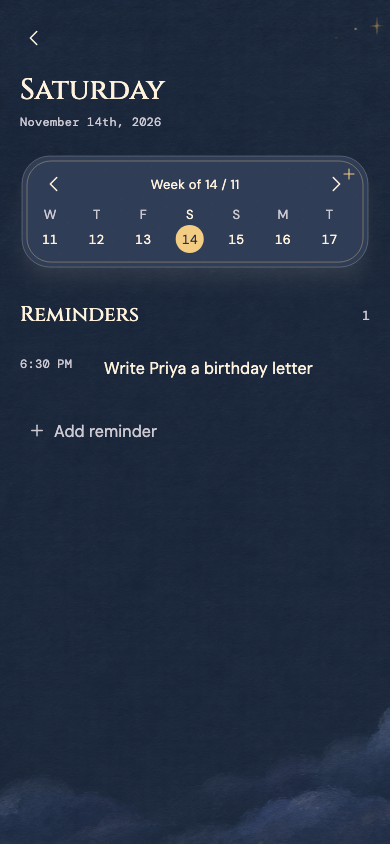 Saturday
November 14th, 2026
Week of 14 / 11
W T F S S M T
11 12 13 14 15 16 17
Reminders 1
6:30 PM Write Priya a birthday letter
+ Add reminder